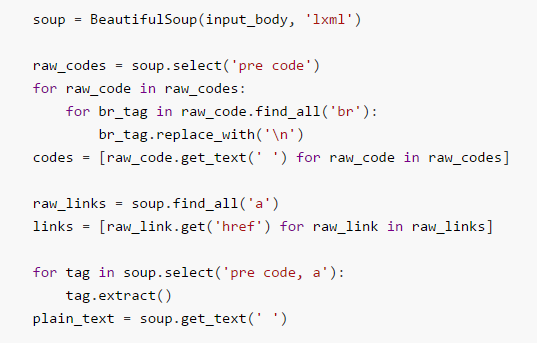 soup = BeautifulSoup(input_body, 'lxml')

raw_codes = soup.select('pre code')
for raw_code in raw_codes:
    for br_tag in raw_code.find_all('br'):
        br_tag.replace_with('\n')
codes = [raw_code.get_text(' ') for raw_code in raw_codes]

raw_links = soup.find_all('a')
links = [raw_link.get('href') for raw_link in raw_links]

for tag in soup.select('pre code, a'):
    tag.extract()
plain_text = soup.get_text(' ')